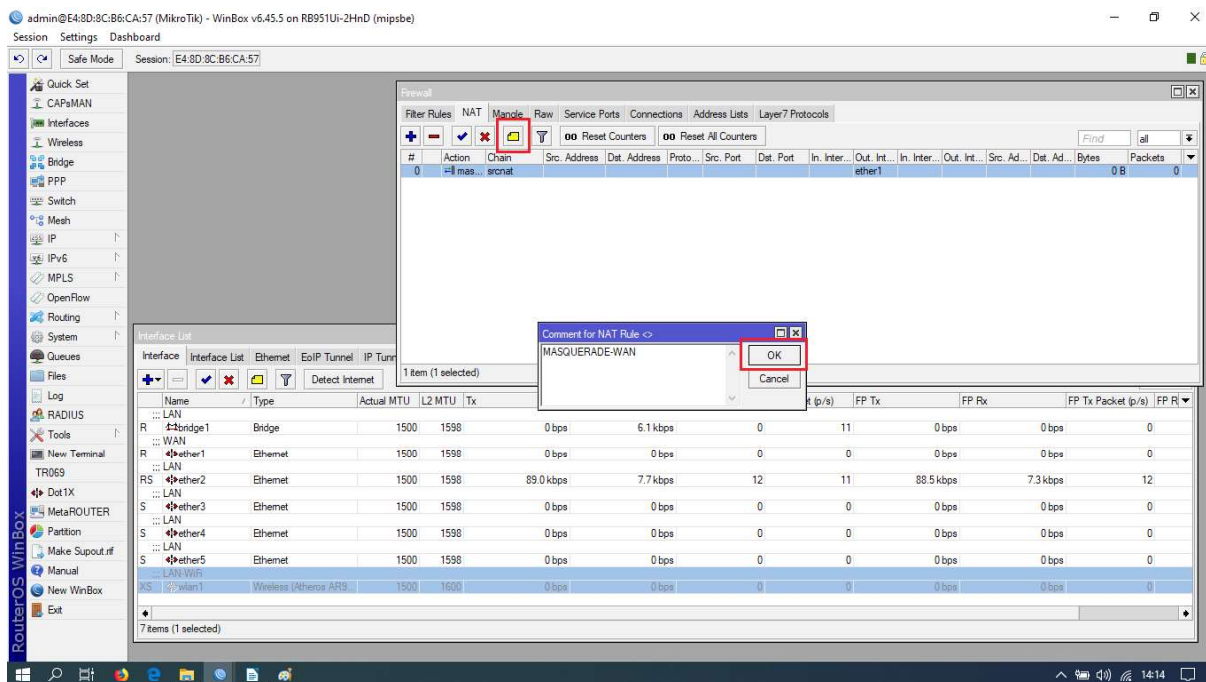 admin@E4:8D:8C:B6:CA:57 (MikroTik) - WinBox v6.45.5 on RB951Ui-2HnD (mipsbe)
Session Settings Dashboard
Safe Mode Session: E4:8D:8C:B6:CA:57
Quick Set
CAPsMAN
Interfaces
Wireless
Bridge
PPP
Switch
Mesh
IP
IPv6
MPLS
OpenFlow
Routing
System
Queues
Files
Log
RADIUS
Tools
New Terminal
TR069
Dot1X
MetaROUTER
Partition
Make Supout.rif
Manual
New WinBox
Exit
RouterOS WinBox
Firewall
Filter Rules NAT Mangle Raw Service Ports Connections Address Lists Layer7 Protocols
00 Reset Counters 00 Reset All Counters Find all
# Action Chain Src. Address Dst. Address Proto... Src. Port Dst. Port In. Inter... Out. Int... In. Inter... Out. Int... Src. Ad... Dst. Ad... Bytes Packets
0 mas... srcnat ether1 0 B 0
1 item (1 selected)
Comment for NAT Rule <>
MASQUERADE-WAN
OK
Cancel
Interface List
Interface Interface List Ethernet EoIP Tunnel IP Tunn
Detect Internet
Name Type Actual MTU L2 MTU Tx (p/s) FP Tx FP Rx FP Tx Packet (p/s) FP R
;;; LAN
R bridge1 Bridge 1500 1598 0 bps 6.1 kbps 0 11 0 bps 0 bps 0
;;; WAN
R ether1 Ethernet 1500 1598 0 bps 0 bps 0 0 0 bps 0 bps 0
;;; LAN
RS ether2 Ethernet 1500 1598 89.0 kbps 7.7 kbps 12 11 88.5 kbps 7.3 kbps 12
;;; LAN
S ether3 Ethernet 1500 1598 0 bps 0 bps 0 0 0 bps 0 bps 0
;;; LAN
S ether4 Ethernet 1500 1598 0 bps 0 bps 0 0 0 bps 0 bps 0
;;; LAN
S ether5 Ethernet 1500 1598 0 bps 0 bps 0 0 0 bps 0 bps 0
;;; LAN-WiFi
XS wlan1 Wireless (Atheros AR9... 1500 1600 0 bps 0 bps 0 0 0 bps 0 bps 0
7 items (1 selected)
14:14